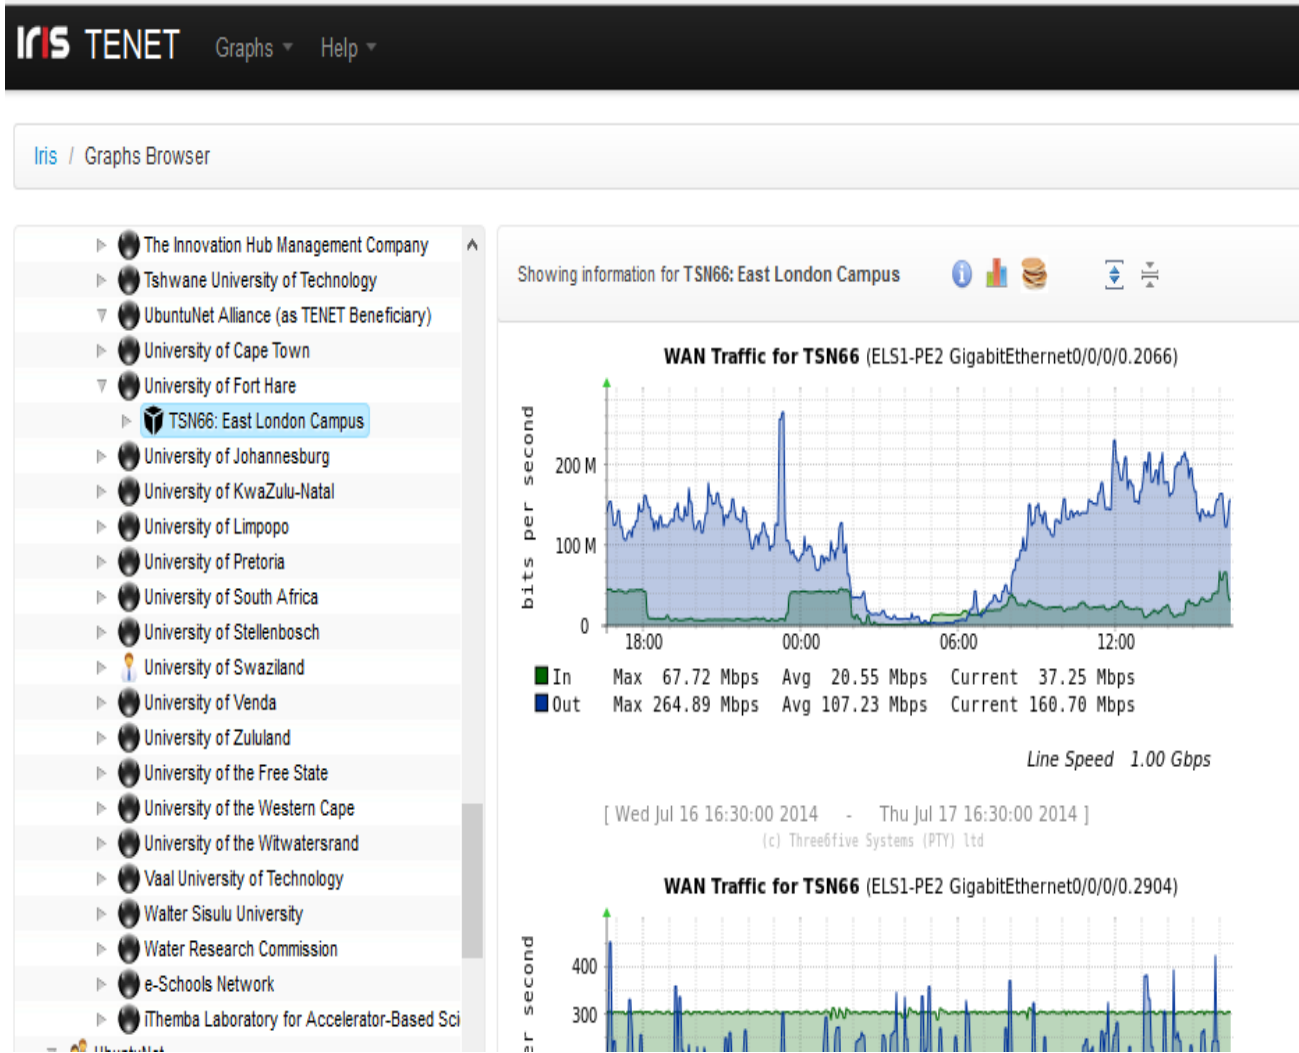 IRIS TENET Graphs Help
Iris / Graphs Browser
The Innovation Hub Management Company
Tshwane University of Technology
UbuntuNet Alliance (as TENET Beneficiary)
University of Cape Town
University of Fort Hare
TSN66: East London Campus
University of Johannesburg
University of KwaZulu-Natal
University of Limpopo
University of Pretoria
University of South Africa
University of Stellenbosch
University of Swaziland
University of Venda
University of Zululand
University of the Free State
University of the Western Cape
University of the Witwatersrand
Vaal University of Technology
Walter Sisulu University
Water Research Commission
e-Schools Network
iThemba Laboratory for Accelerator-Based Sci
UbuntuNet
Showing information for TSN66: East London Campus
WAN Traffic for TSN66 (ELS1-PE2 GigabitEthernet0/0/0/0.2066)
bits per second
200 M
100 M
0
18:00 00:00 06:00 12:00
In Max 67.72 Mbps Avg 20.55 Mbps Current 37.25 Mbps
Out Max 264.89 Mbps Avg 107.23 Mbps Current 160.70 Mbps
Line Speed 1.00 Gbps
[ Wed Jul 16 16:30:00 2014 - Thu Jul 17 16:30:00 2014 ]
(c) Three6five Systems (PTY) ltd
WAN Traffic for TSN66 (ELS1-PE2 GigabitEthernet0/0/0/0.2904)
second
400
300